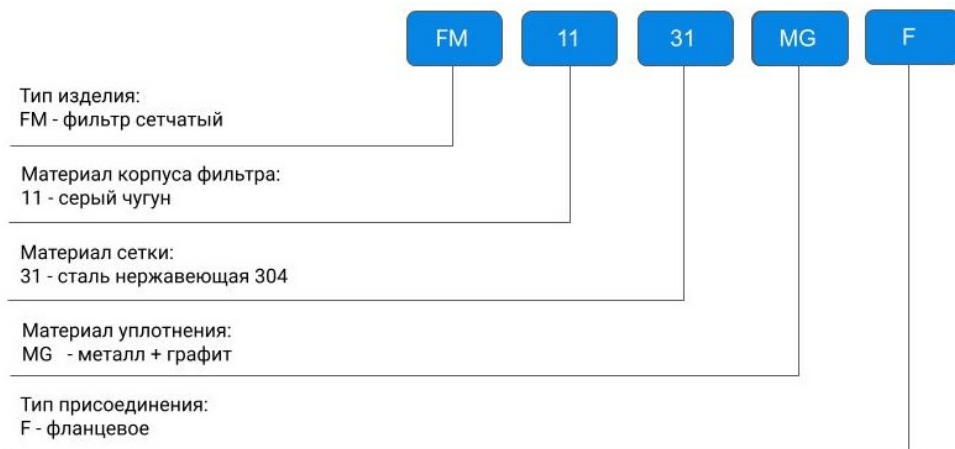 FM 11 31 MG F
Тип изделия:
FM - фильтр сетчатый
Материал корпуса фильтра:
11 - серый чугун
Материал сетки:
31 - сталь нержавеющая 304
Материал уплотнения:
MG - металл + графит
Тип присоединения:
F - фланцевое